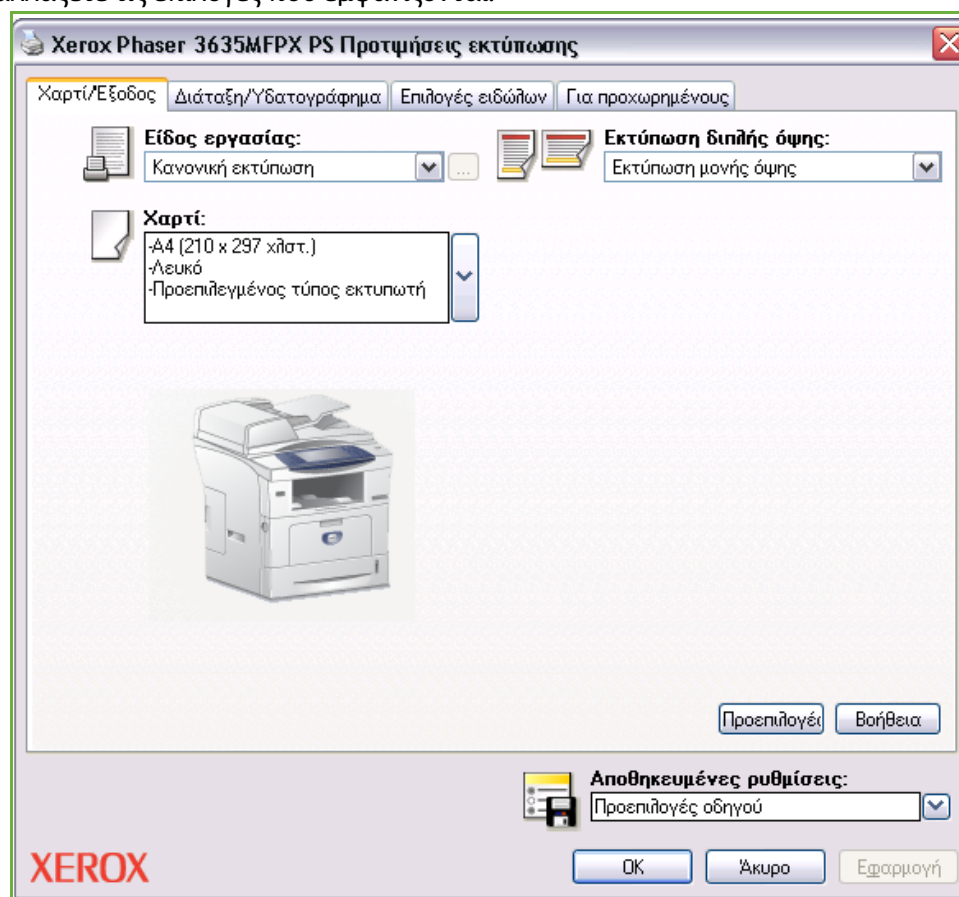 Xerox Phaser 3635MFPX PS Προτιμήσεις εκτύπωσης
Χαρτί/Έξοδος Διάταξη/Υδατογράφημα Επιλογές ειδώλων Για προχωρημένους
Είδος εργασίας:
Κανονική εκτύπωση
...
Εκτύπωση διπλής όψης:
Εκτύπωση μονής όψης
Χαρτί:
-A4 (210 x 297 χλστ.)
-Λευκό
-Προεπιλεγμένος τύπος εκτυπωτή
Προεπιλογές Βοήθεια
Αποθηκευμένες ρυθμίσεις:
Προεπιλογές οδηγού
XEROX
OK Άκυρο Εφαρμογή